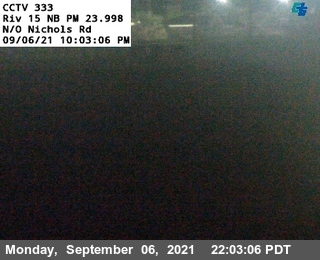 CCTV 333
Riv 15 NB PM 23.998
N/O Nichols Rd
09/06/21 10:03:06 PM
Monday, September 06, 2021 22:03:06 PDT